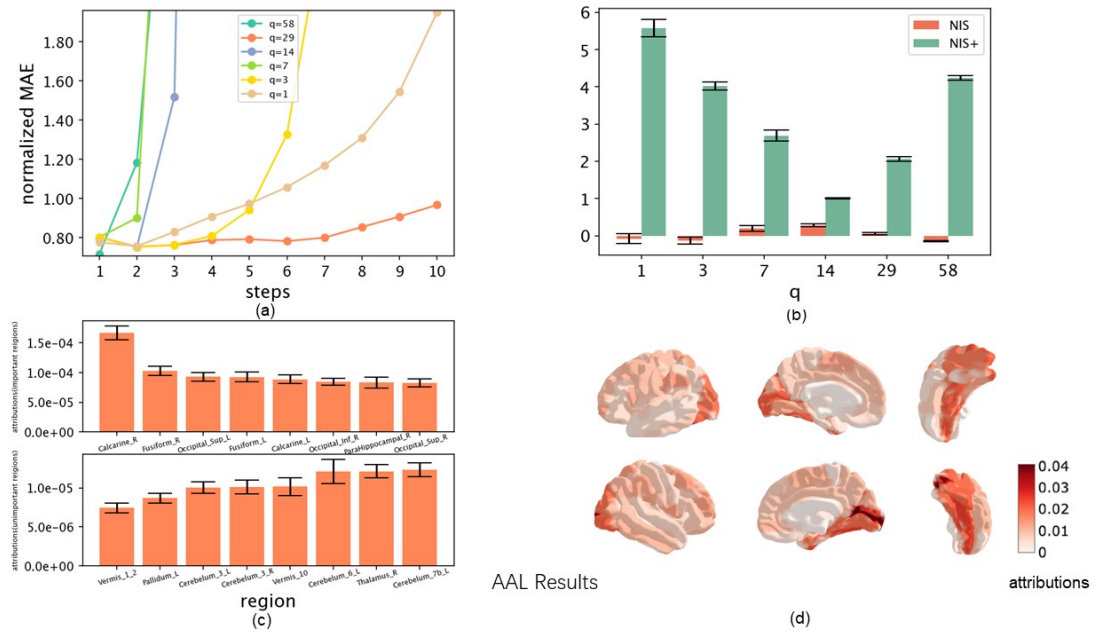 q=58
q=29
q=14
q=7
q=3
q=1
1.80
1.60
1.40
1.20
1.00
0.80
normalized MAE
1 2 3 4 5 6 7 8 9 10
steps
(a)
NIS
NIS+
6
5
4
3
2
1
0
1 3 7 14 29 58
q
(b)
attributions(important reigions)
1.5e−04
1.0e−04
5.0e−05
0.0e+00
Calcarine_R Fusiform_R Occipital_Sup_L Fusiform_L Calcarine_L Occipital_Inf_R ParaHippocampal_R Occipital_Sup_R
attributions(unimportant reigions)
1.0e−05
5.0e−06
0.0e+00
Vermis_1_2 Pallidum_L Cerebelum_3_L Cerebelum_3_R Vermis_10 Cerebelum_6_L Thalamus_R Cerebelum_7b_L
region
(c)
0.04
0.03
0.02
0.01
0
AAL Results
attributions
(d)